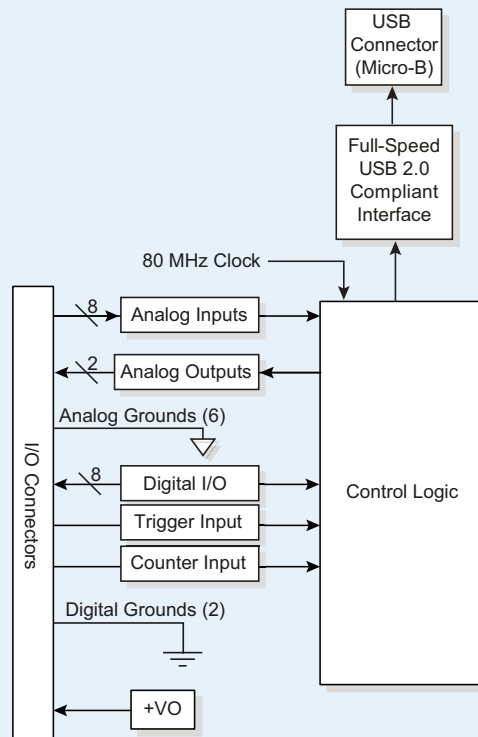 USB
Connector
(Micro-B)
Full-Speed
USB 2.0
Compliant
Interface
80 MHz Clock
8
Analog Inputs
2
Analog Outputs
Analog Grounds (6)
8
Digital I/O
Trigger Input
Counter Input
Digital Grounds (2)
+VO
I/O Connectors
Control Logic